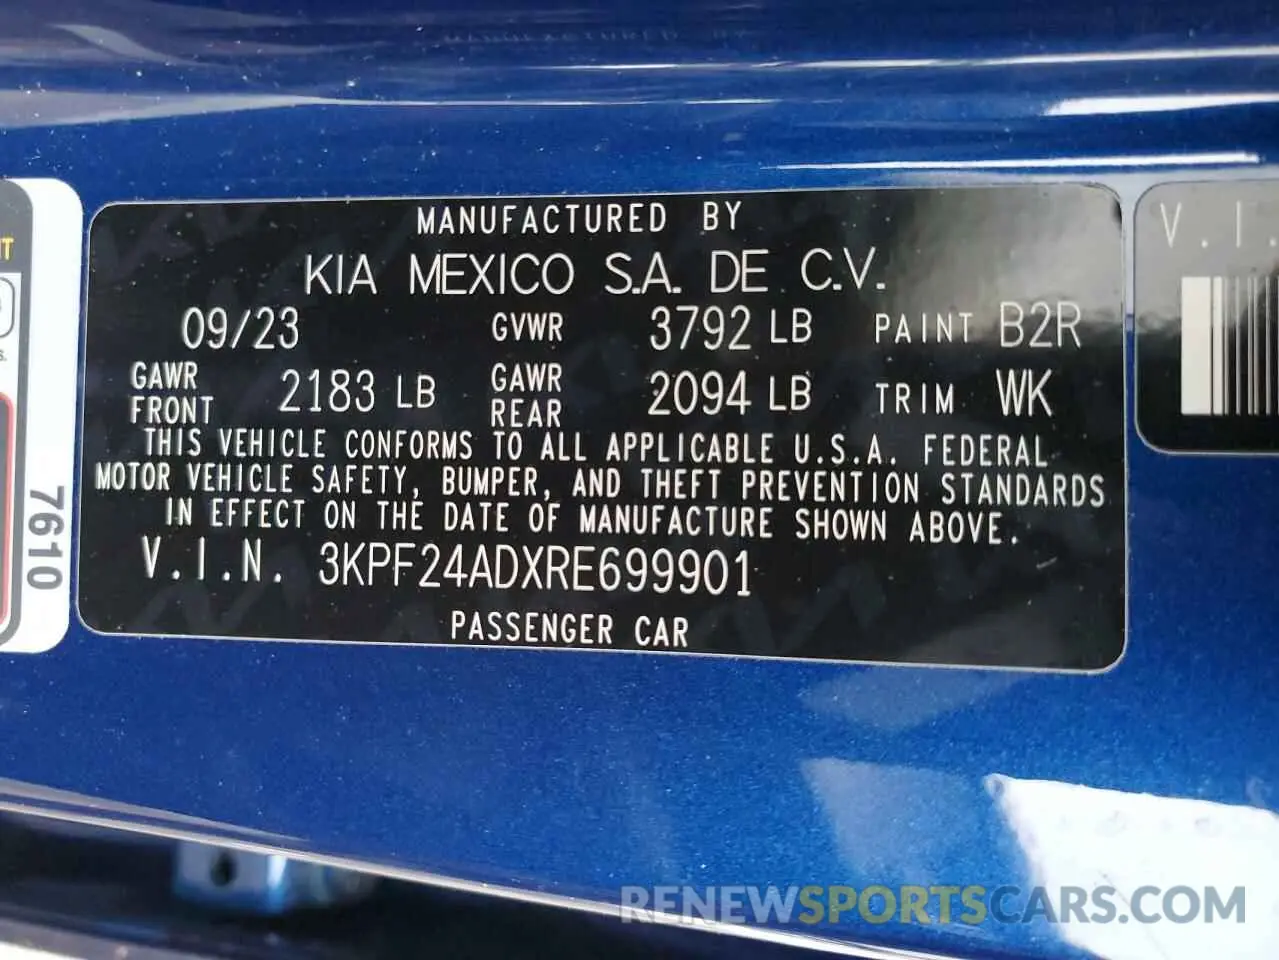 MANUFACTURED BY
KIA MEXICO S.A. DE C.V.
09/23 GVWR 3792 LB PAINT B2R
GAWR FRONT 2183 LB GAWR REAR 2094 LB TRIM WK
THIS VEHICLE CONFORMS TO ALL APPLICABLE U.S.A. FEDERAL
MOTOR VEHICLE SAFETY, BUMPER, AND THEFT PREVENTION STANDARDS
IN EFFECT ON THE DATE OF MANUFACTURE SHOWN ABOVE.
V.I.N. 3KPF24ADXRE699901
PASSENGER CAR
V.I.
7610
RENEWSPORTSCARS.COM